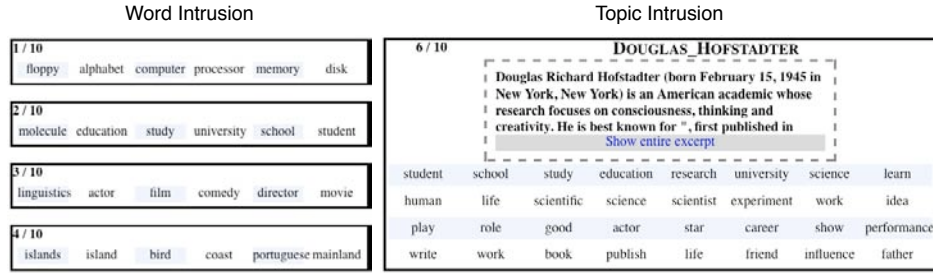 Word Intrusion
1 / 10
floppy alphabet computer processor memory disk
2 / 10
molecule education study university school student
3 / 10
linguistics actor film comedy director movie
4 / 10
islands island bird coast portuguese mainland
Topic Intrusion
6 / 10 DOUGLAS_HOFSTADTER
Douglas Richard Hofstadter (born February 15, 1945 in
New York, New York) is an American academic whose
research focuses on consciousness, thinking and
creativity. He is best known for ", first published in
Show entire excerpt
student school study education research university science learn
human life scientific science scientist experiment work idea
play role good actor star career show performance
write work book publish life friend influence father